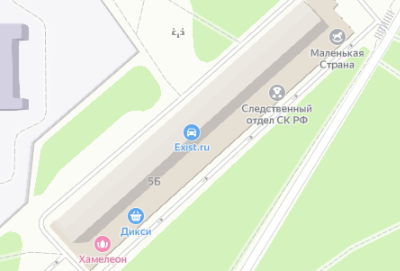 Маленькая
Страна
Следственный
отдел СК РФ
Exist.ru
5Б
Дикси
Хамелеон